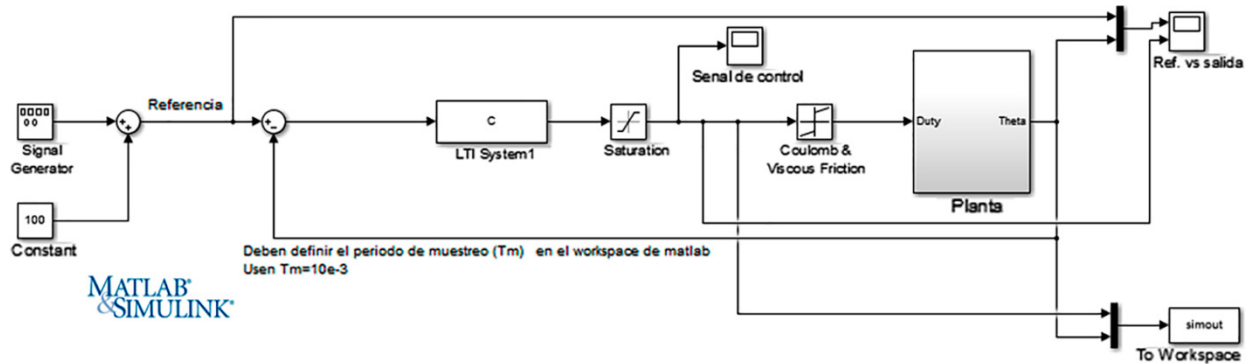 Referencia
Signal
Generator
100
Constant
C
LTI System1
Saturation
Senal de control
Coulomb &
Viscous Friction
Duty
Theta
Planta
Ref. vs salida
Deben definir el periodo de muestreo (Tm) en el workspace de matlab
Usen Tm=10e-3
MATLAB®
&SIMULINK®
simout
To Workspace